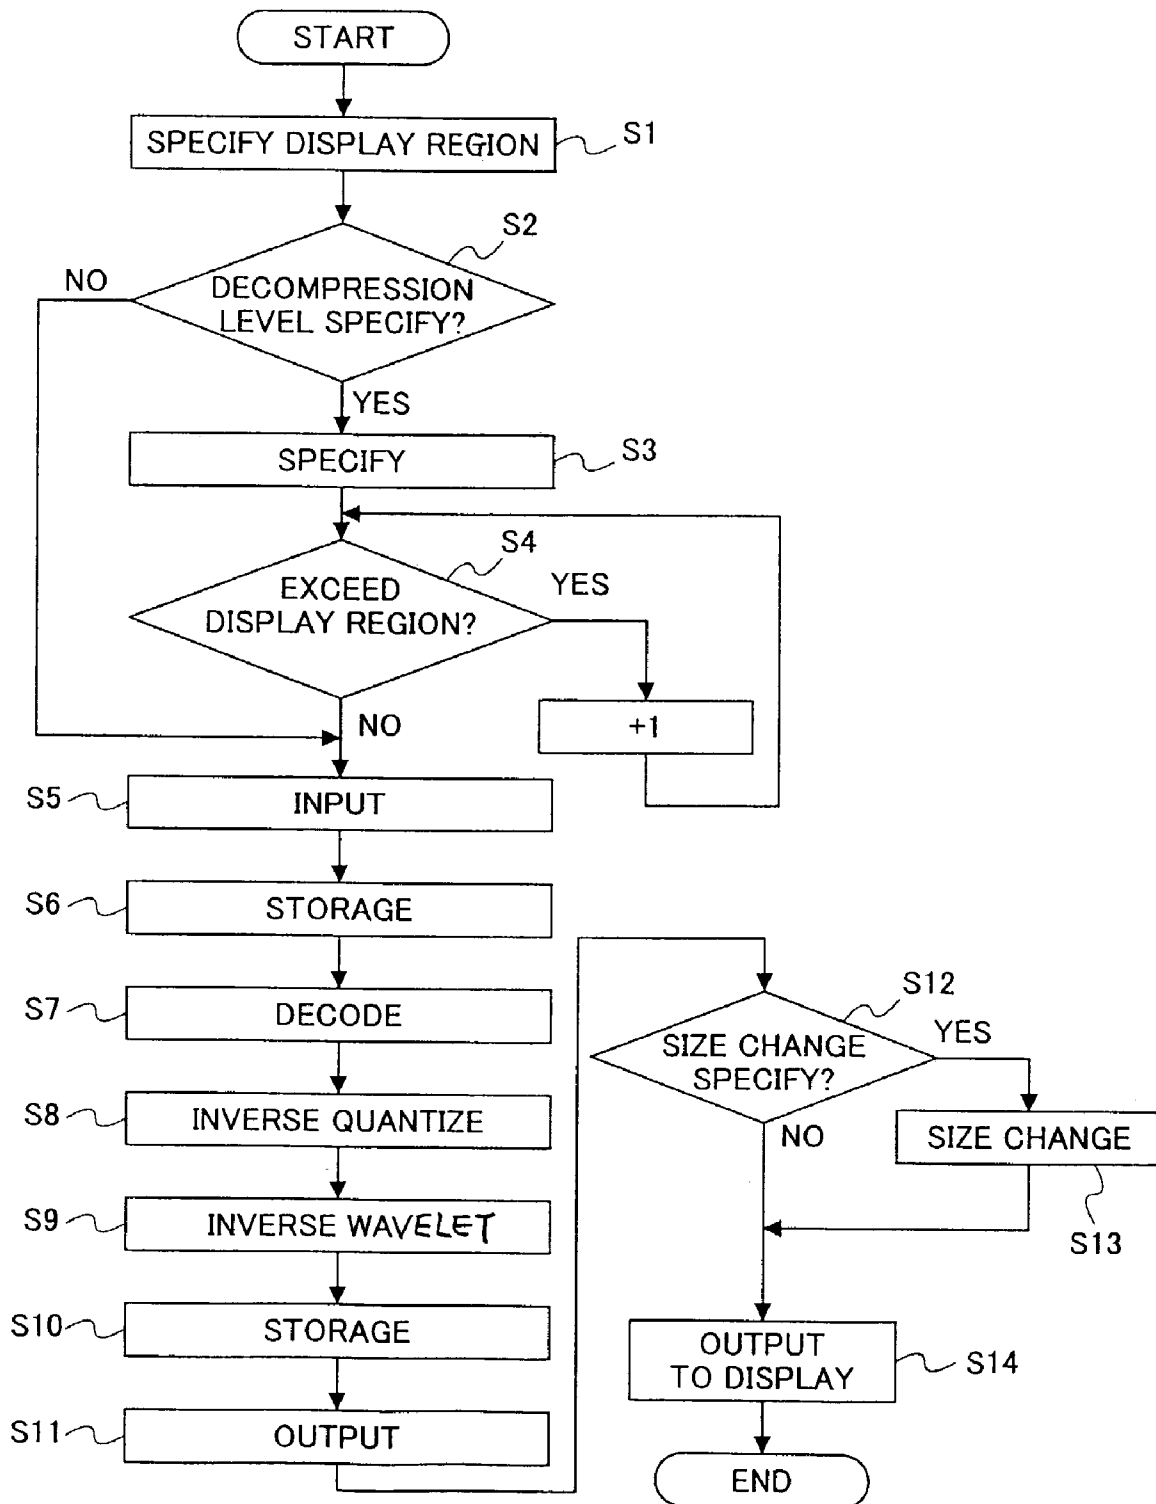 START
SPECIFY DISPLAY REGION
S1
S2
NO
DECOMPRESSION
LEVEL SPECIFY?
YES
SPECIFY
S3
S4
EXCEED
DISPLAY REGION?
YES
NO
+1
S5
INPUT
S6
STORAGE
S7
DECODE
S8
INVERSE QUANTIZE
S9
INVERSE WAVELET
S10
STORAGE
S11
OUTPUT
S12
SIZE CHANGE
SPECIFY?
YES
NO
SIZE CHANGE
S13
OUTPUT
TO DISPLAY
S14
END